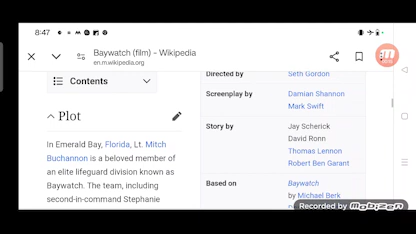 8:47
Baywatch (film) - Wikipedia
en.m.wikipedia.org
Contents
Plot
In Emerald Bay, Florida, Lt. Mitch
Buchannon is a beloved member of
an elite lifeguard division known as
Baywatch. The team, including
second-in-command Stephanie
Directed by
Seth Gordon
Screenplay by
Damian Shannon
Mark Swift
Story by
Jay Scherick
David Ronn
Thomas Lennon
Robert Ben Garant
Based on
Baywatch
by Michael Berk
Recorded by Mobizen